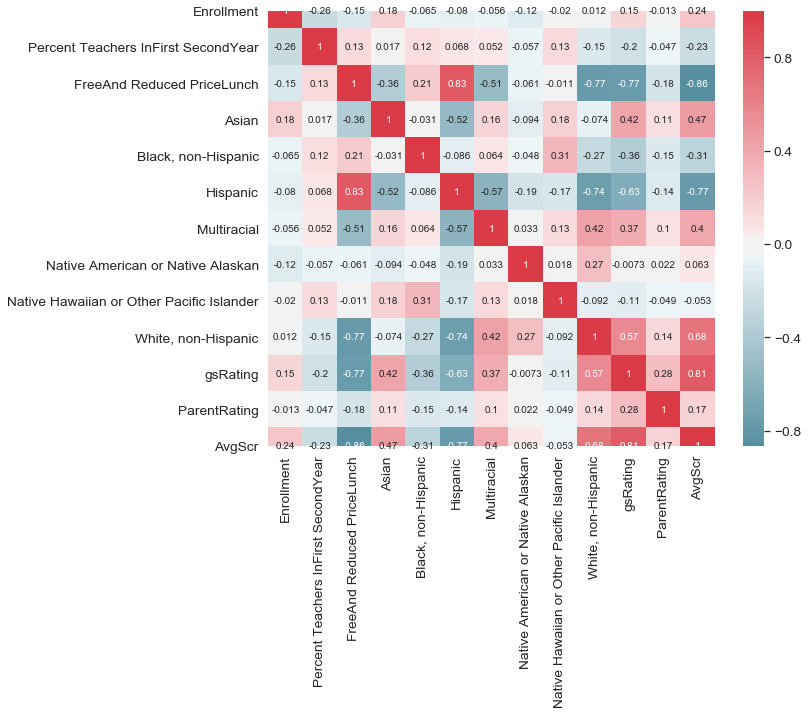 Enrollment 1 -0.26 -0.15 0.18 -0.065 -0.08 -0.056 -0.12 -0.02 0.012 0.15 -0.013 0.24
Percent Teachers InFirst SecondYear -0.26 1 0.13 0.017 0.12 0.068 0.052 -0.057 0.13 -0.15 -0.2 -0.047 -0.23
0.8
FreeAnd Reduced PriceLunch -0.15 0.13 1 -0.36 0.21 0.83 -0.51 -0.061 -0.011 -0.77 -0.77 -0.18 -0.86
Asian 0.18 0.017 -0.36 1 -0.031 -0.52 0.16 -0.094 0.18 -0.074 0.42 0.11 0.47
0.4
Black, non-Hispanic -0.065 0.12 0.21 -0.031 1 -0.086 0.064 -0.048 0.31 -0.27 -0.36 -0.15 -0.31
Hispanic -0.08 0.068 0.83 -0.52 -0.086 1 -0.57 -0.19 -0.17 -0.74 -0.63 -0.14 -0.77
Multiracial -0.056 0.052 -0.51 0.16 0.064 -0.57 1 0.033 0.13 0.42 0.37 0.1 0.4
0.0
Native American or Native Alaskan -0.12 -0.057 -0.061 -0.094 -0.048 -0.19 0.033 1 0.018 0.27 -0.0073 0.022 0.063
Native Hawaiian or Other Pacific Islander -0.02 0.13 -0.011 0.18 0.31 -0.17 0.13 0.018 1 -0.092 -0.11 -0.049 -0.053
White, non-Hispanic 0.012 -0.15 -0.77 -0.074 -0.27 -0.74 0.42 0.27 -0.092 1 0.57 0.14 0.68
−0.4
gsRating 0.15 -0.2 -0.77 0.42 -0.36 -0.63 0.37 -0.0073 -0.11 0.57 1 0.28 0.81
ParentRating -0.013 -0.047 -0.18 0.11 -0.15 -0.14 0.1 0.022 -0.049 0.14 0.28 1 0.17
−0.8
AvgScr 0.24 -0.23 -0.86 0.47 -0.31 -0.77 0.4 0.063 -0.053 0.68 0.81 0.17 1
Enrollment
Percent Teachers InFirst SecondYear
FreeAnd Reduced PriceLunch
Asian
Black, non-Hispanic
Hispanic
Multiracial
Native American or Native Alaskan
Native Hawaiian or Other Pacific Islander
White, non-Hispanic
gsRating
ParentRating
AvgScr